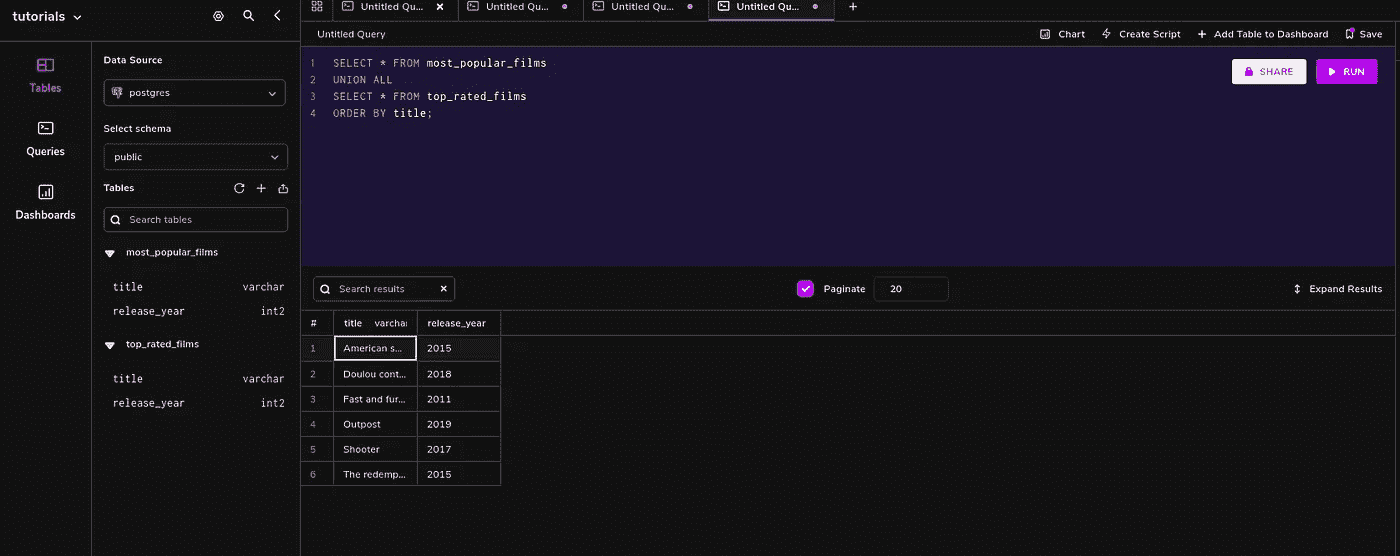 tutorials
Tables
Queries
Dashboards
Data Source
postgres
Select schema
public
Tables
Search tables
most_popular_films
title varchar
release_year int2
top_rated_films
title varchar
release_year int2
Untitled Qu...
Untitled Qu...
Untitled Qu...
Untitled Qu...
Untitled Query
Chart
Create Script
Add Table to Dashboard
Save
1 SELECT * FROM most_popular_films
2 UNION ALL
3 SELECT * FROM top_rated_films
4 ORDER BY title;
SHARE
RUN
Search results
Paginate 20
Expand Results
# title varchar release_year
1 American s... 2015
2 Doulou cont... 2018
3 Fast and fur... 2011
4 Outpost 2019
5 Shooter 2017
6 The redemp... 2015